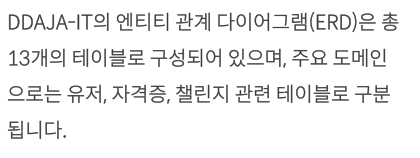 DDAJA-IT의 엔티티 관계 다이어그램(ERD)은 총
13개의 테이블로 구성되어 있으며, 주요 도메인
으로는 유저, 자격증, 챌린지 관련 테이블로 구분
됩니다.